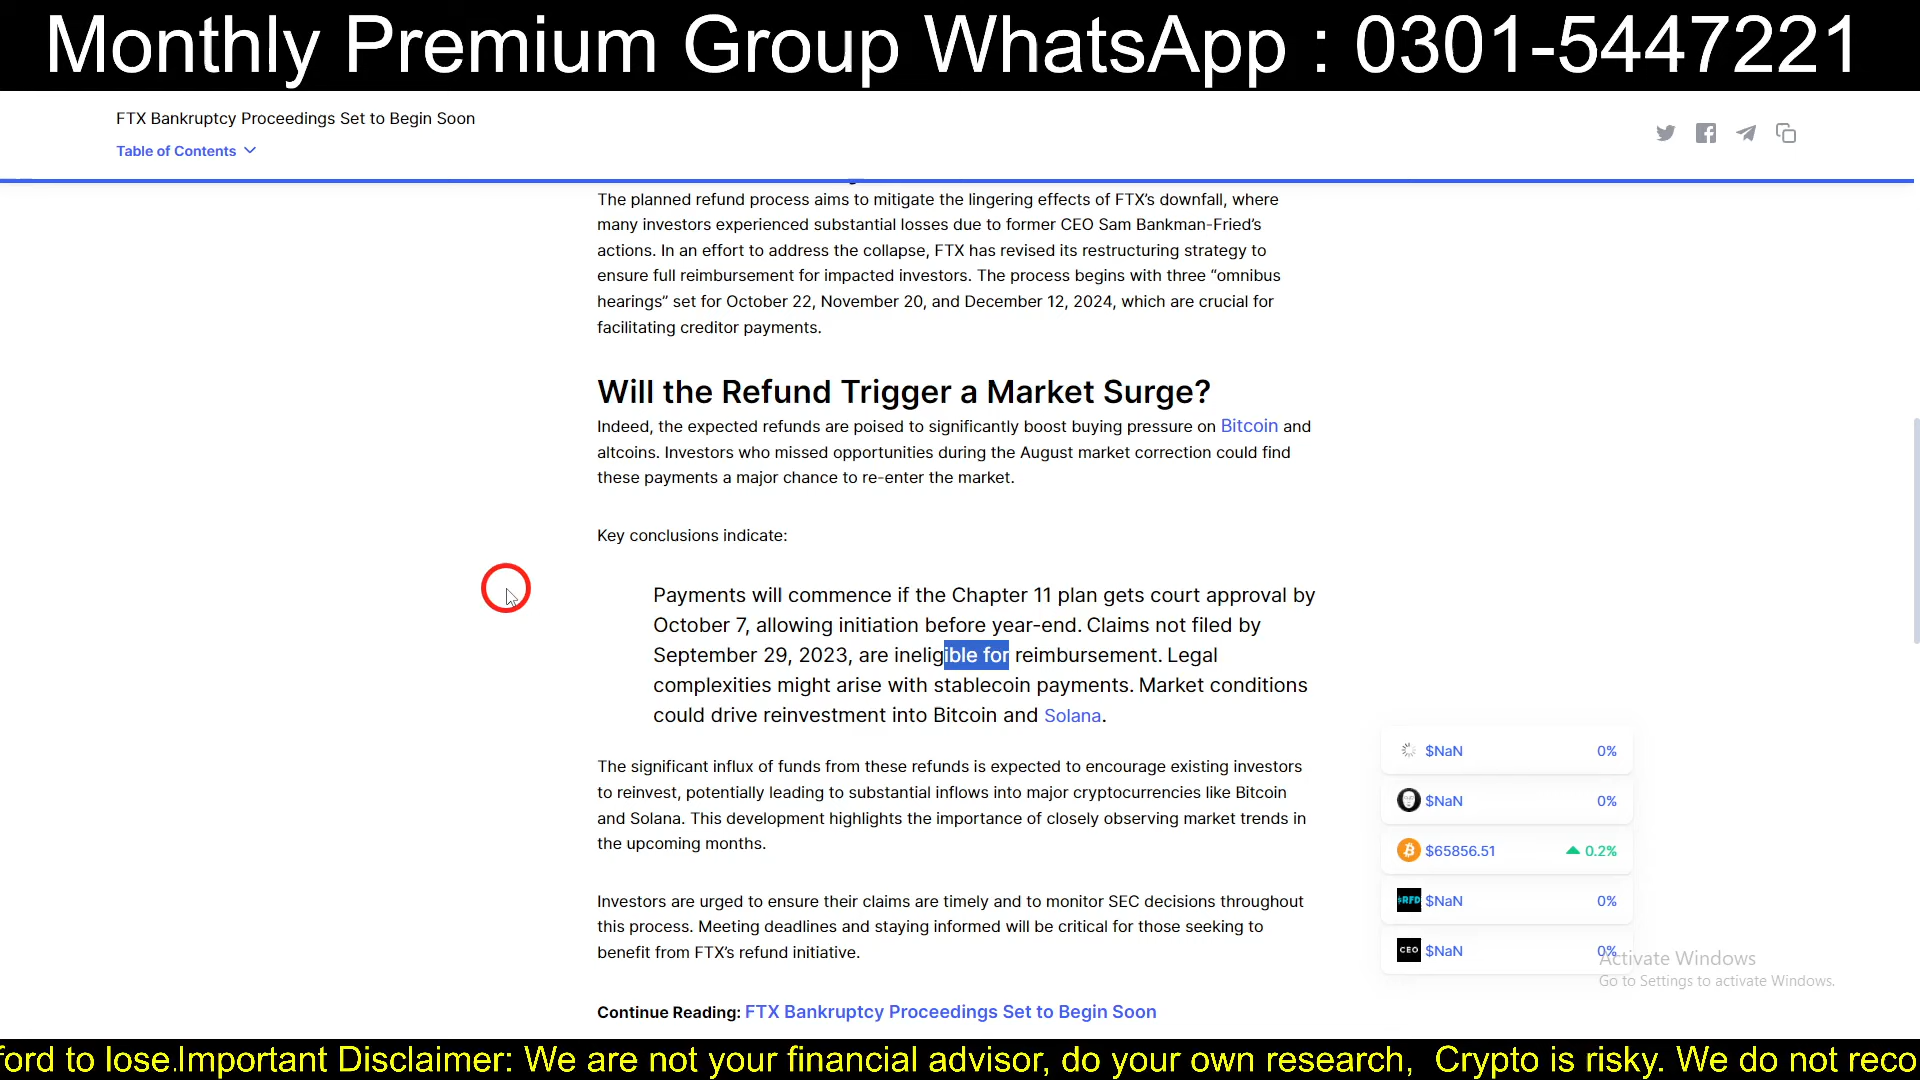 Monthly Premium Group WhatsApp : 0301-5447221
FTX Bankruptcy Proceedings Set to Begin Soon
Table of Contents
The planned refund process aims to mitigate the lingering effects of FTX’s downfall, where
many investors experienced substantial losses due to former CEO Sam Bankman-Fried’s
actions. In an effort to address the collapse, FTX has revised its restructuring strategy to
ensure full reimbursement for impacted investors. The process begins with three “omnibus
hearings” set for October 22, November 20, and December 12, 2024, which are crucial for
facilitating creditor payments.
Will the Refund Trigger a Market Surge?
Indeed, the expected refunds are poised to significantly boost buying pressure on Bitcoin and
altcoins. Investors who missed opportunities during the August market correction could find
these payments a major chance to re-enter the market.
Key conclusions indicate:
Payments will commence if the Chapter 11 plan gets court approval by
October 7, allowing initiation before year-end. Claims not filed by
September 29, 2023, are ineligible for reimbursement. Legal
complexities might arise with stablecoin payments. Market conditions
could drive reinvestment into Bitcoin and Solana.
The significant influx of funds from these refunds is expected to encourage existing investors
to reinvest, potentially leading to substantial inflows into major cryptocurrencies like Bitcoin
and Solana. This development highlights the importance of closely observing market trends in
the upcoming months.
Investors are urged to ensure their claims are timely and to monitor SEC decisions throughout
this process. Meeting deadlines and staying informed will be critical for those seeking to
benefit from FTX’s refund initiative.
Continue Reading: FTX Bankruptcy Proceedings Set to Begin Soon
$NaN 0%
$NaN 0%
$65856.51 0.2%
$RFD $NaN 0%
CEO $NaN 0%
Activate Windows
Go to Settings to activate Windows.
ford to lose.Important Disclaimer: We are not your financial advisor, do your own research, Crypto is risky. We do not reco